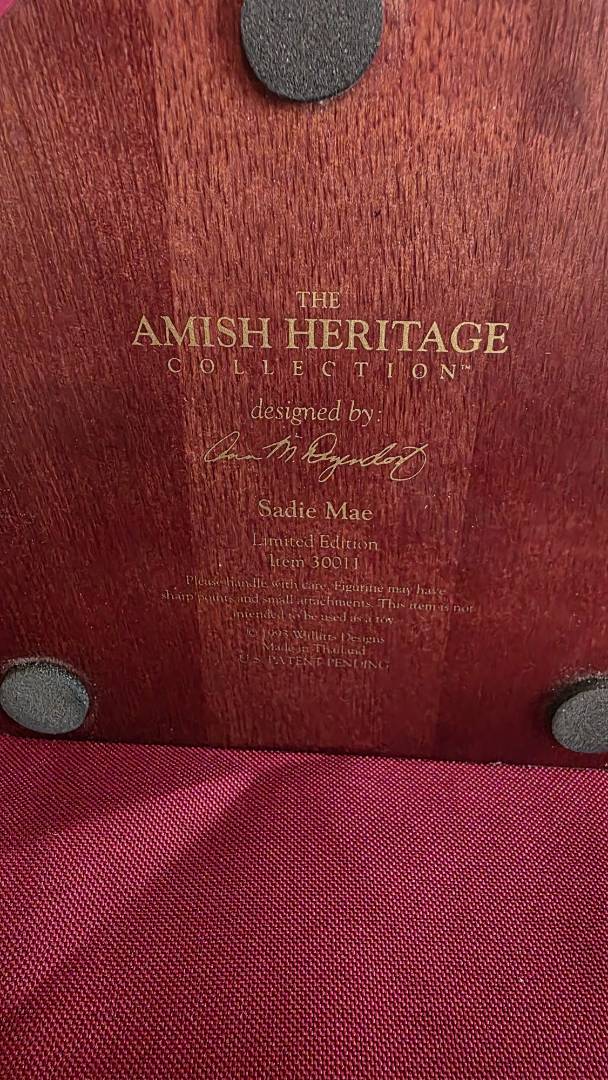 THE
AMISH HERITAGE
COLLECTION™
designed by:
Sadie Mae
Limited Edition
Item 30011
Please handle with care. Figurine may have
sharp points and small attachments. This item is not
intended to be used as a toy.
© 1993 Willitts Designs
Made in Thailand
U.S. PATENT PENDING